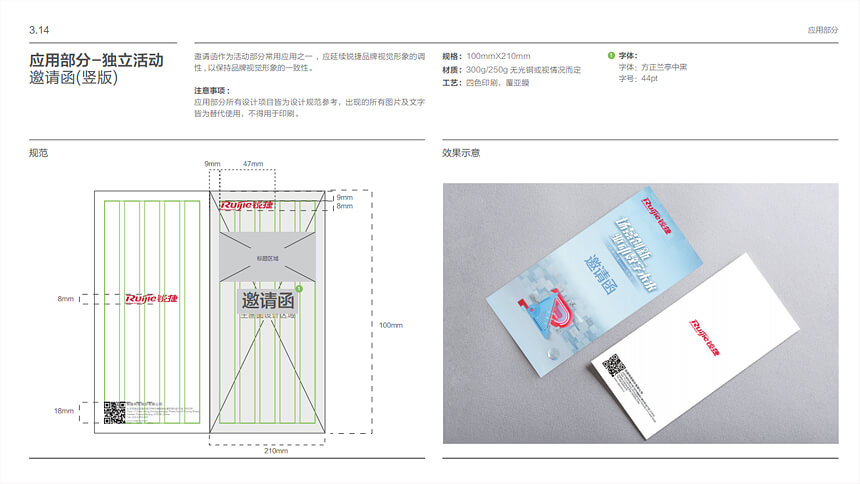 3.14
应用部分
应用部分–独立活动
邀请函(竖版)
邀请函作为活动部分常用应用之一，应延续锐捷品牌视觉形象的调
性，以保持品牌视觉形象的一致性。
注意事项：
应用部分所有设计项目皆为设计规范参考，出现的所有图片及文字
皆为替代使用，不得用于印刷。
规格：100mmX210mm
材质：300g/250g 无光铜或视情况而定
工艺：四色印刷，覆亚膜
1 字体：
字体：方正兰亭中黑
字号：44pt
规范
9mm 47mm
9mm
8mm
Ruijie锐捷
标题区域
邀请函
1
主画面设计区域
8mm
Ruijie锐捷
100mm
18mm
210mm
效果示意
Ruijie锐捷
邀请函
Ruijie锐捷